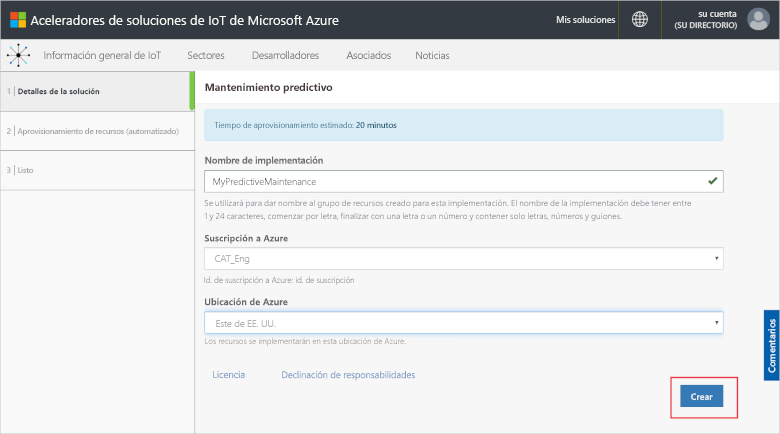 Aceleradores de soluciones de IoT de Microsoft Azure
Mis soluciones
su cuenta
(SU DIRECTORIO)
Información general de IoT
Sectores
Desarrolladores
Asociados
Noticias
1 | Detalles de la solución
2 | Aprovisionamiento de recursos (automatizado)
3 | Listo
Mantenimiento predictivo
Tiempo de aprovisionamiento estimado: 20 minutos
Nombre de implementación
MyPredictiveMaintenance
Se utilizará para dar nombre al grupo de recursos creado para esta implementación. El nombre de la implementación debe tener entre
1 y 24 caracteres, comenzar por letra, finalizar con una letra o un número y contener solo letras, números y guiones.
Suscripción a Azure
CAT_Eng
Id. de suscripción a Azure: id. de suscripción
Ubicación de Azure
Este de EE. UU.
Los recursos se implementarán en esta ubicación de Azure.
Licencia
Declinación de responsabilidades
Crear
Comentarios